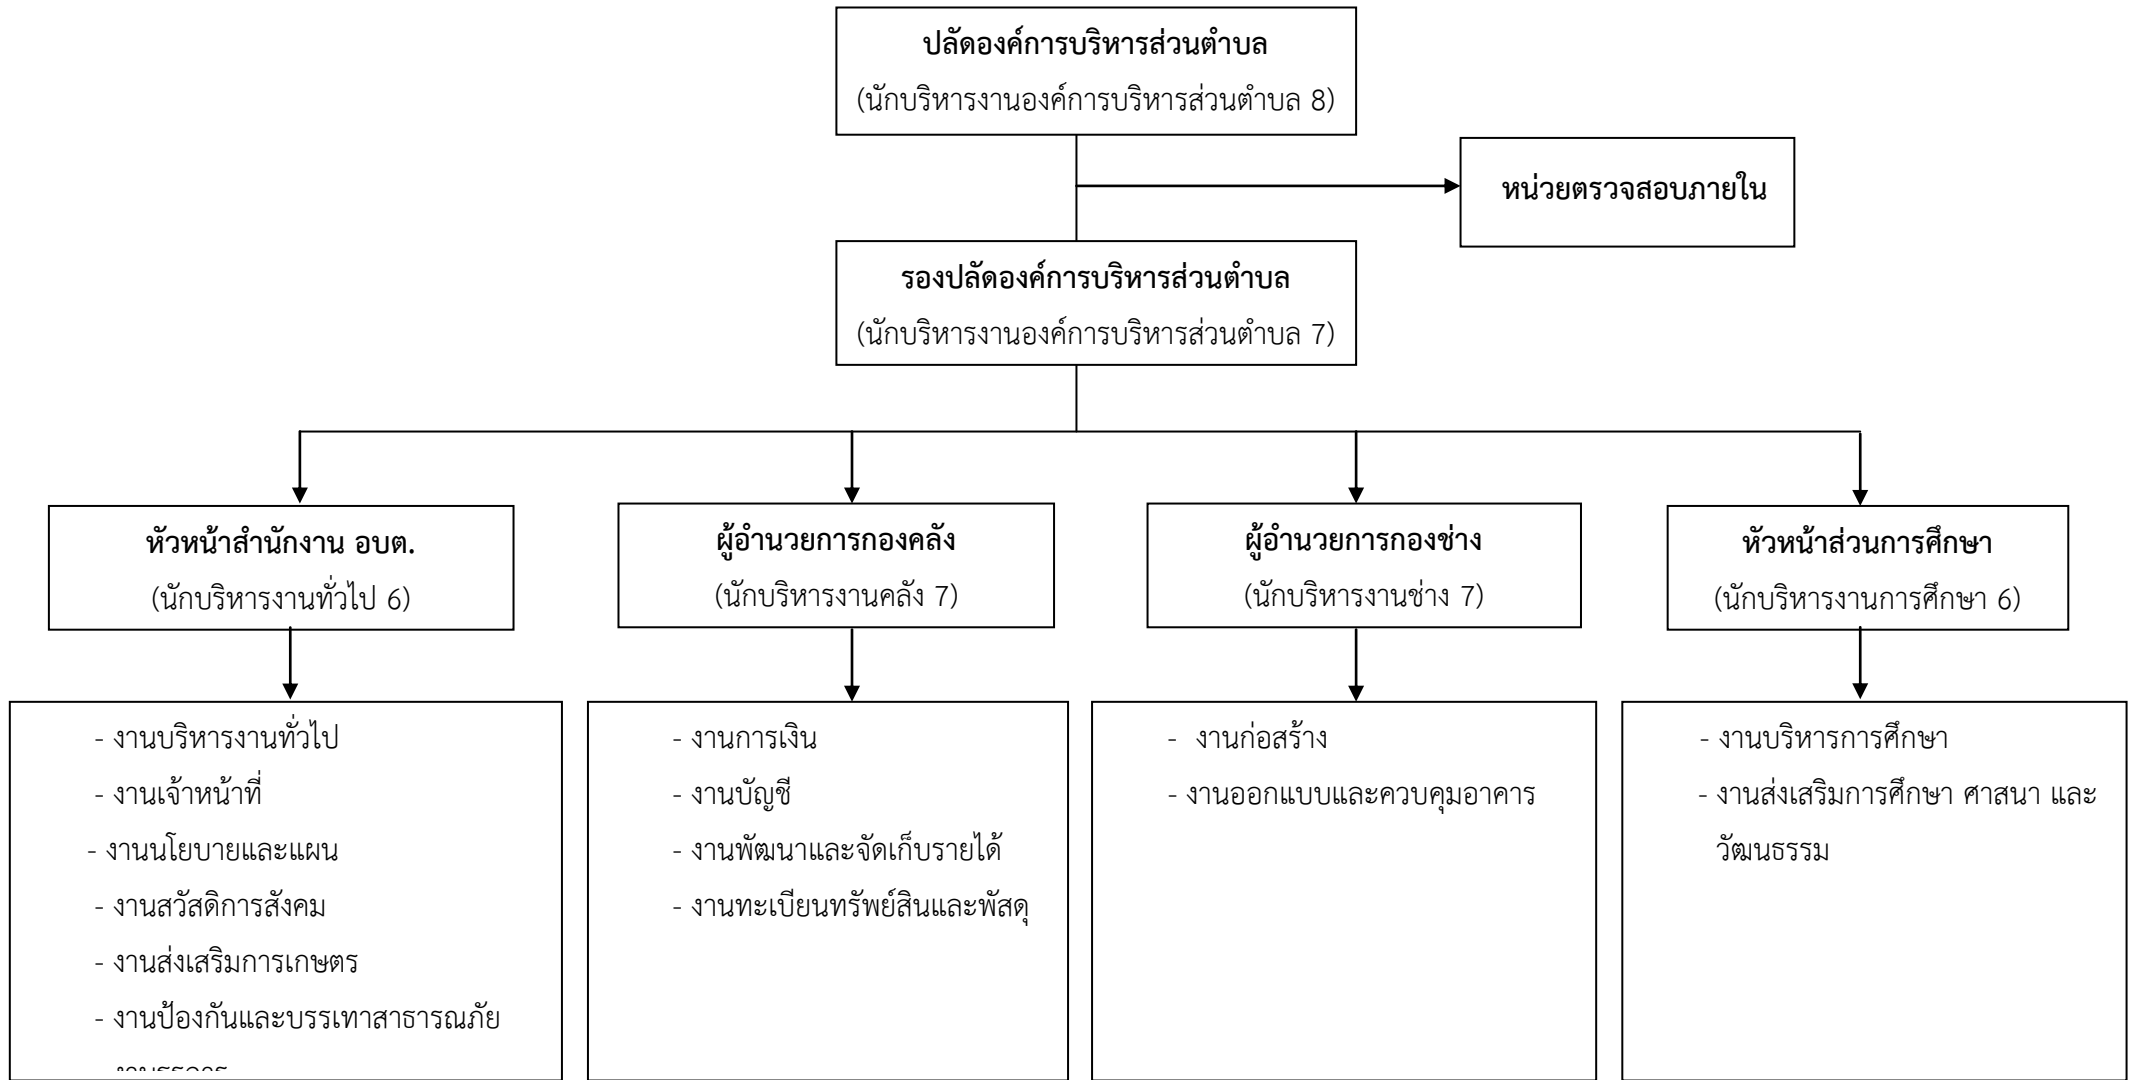 ปลัดองค์การบริหารส่วนตำบล
(นักบริหารงานองค์การบริหารส่วนตำบล 8)
หน่วยตรวจสอบภายใน
รองปลัดองค์การบริหารส่วนตำบล
(นักบริหารงานองค์การบริหารส่วนตำบล 7)
หัวหน้าสำนักงาน อบต.
(นักบริหารงานทั่วไป 6)
ผู้อำนวยการกองคลัง
(นักบริหารงานคลัง 7)
ผู้อำนวยการกองช่าง
(นักบริหารงานช่าง 7)
หัวหน้าส่วนการศึกษา
(นักบริหารงานการศึกษา 6)
- งานบริหารงานทั่วไป
- งานเจ้าหน้าที่
- งานนโยบายและแผน
- งานสวัสดิการสังคม
- งานส่งเสริมการเกษตร
- งานป้องกันและบรรเทาสาธารณภัย
- งานการเงิน
- งานบัญชี
- งานพัฒนาและจัดเก็บรายได้
- งานทะเบียนทรัพย์สินและพัสดุ
- งานก่อสร้าง
- งานออกแบบและควบคุมอาคาร
- งานบริหารการศึกษา
- งานส่งเสริมการศึกษา ศาสนา และ
วัฒนธรรม